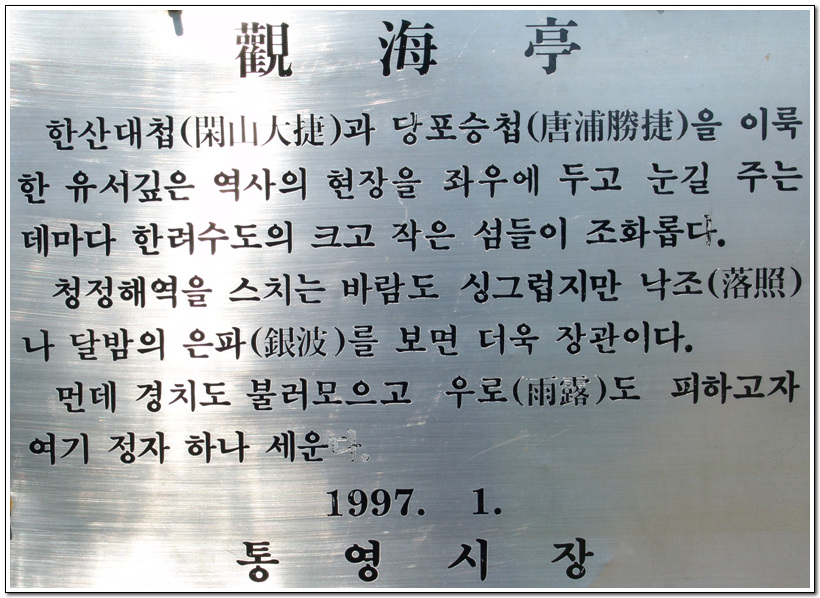 觀海亭
한산대첩(閑山大捷)과 당포승첩(唐浦勝捷)을 이룩
한 유서깊은 역사의 현장을 좌우에 두고 눈길 주는
데마다 한려수도의 크고 작은 섬들이 조화롭다.
청정해역을 스치는 바람도 싱그럽지만 낙조(落照)
나 달밤의 은파(銀波)를 보면 더욱 장관이다.
먼데 경치도 불러모으고 우로(雨露)도 피하고자
여기 정자 하나 세운다.
1997. 1.
통영시장